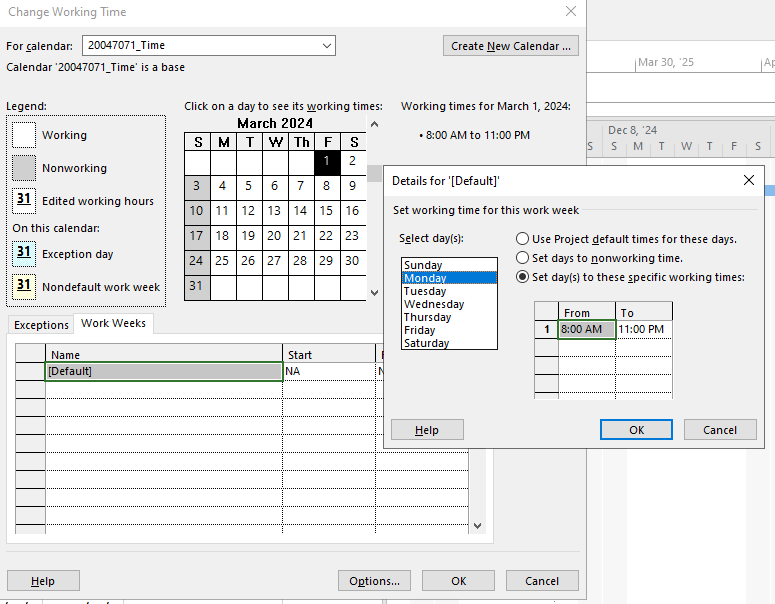 Change Working Time
For calendar: 20047071_Time
Create New Calendar ...
Calendar '20047071_Time' is a base
Legend:
Working
Nonworking
31 Edited working hours
On this calendar:
31 Exception day
31 Nondefault work week
Click on a day to see its working times:
March 2024
S M T W Th F S
1 2
3 4 5 6 7 8 9
10 11 12 13 14 15 16
17 18 19 20 21 22 23
24 25 26 27 28 29 30
31
Working times for March 1, 2024:
• 8:00 AM to 11:00 PM
Exceptions Work Weeks
Name Start
[Default] NA
Help Options... OK Cancel
Mar 30, '25
Dec 8, '24
S S M T W T F S
Details for '[Default]'
Set working time for this work week
Select day(s):
Sunday
Monday
Tuesday
Wednesday
Thursday
Friday
Saturday
Use Project default times for these days.
Set days to nonworking time.
Set day(s) to these specific working times:
From To
1 8:00 AM 11:00 PM
Help OK Cancel